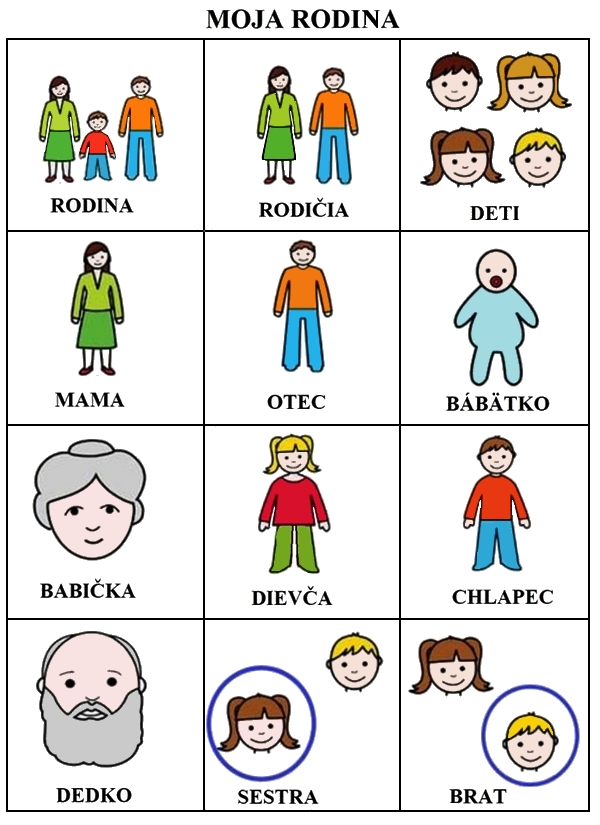 MOJA RODINA
RODINA
RODIČIA
DETI
MAMA
OTEC
BÁBÄTKO
BABIČKA
DIEVČA
CHLAPEC
DEDKO
SESTRA
BRAT